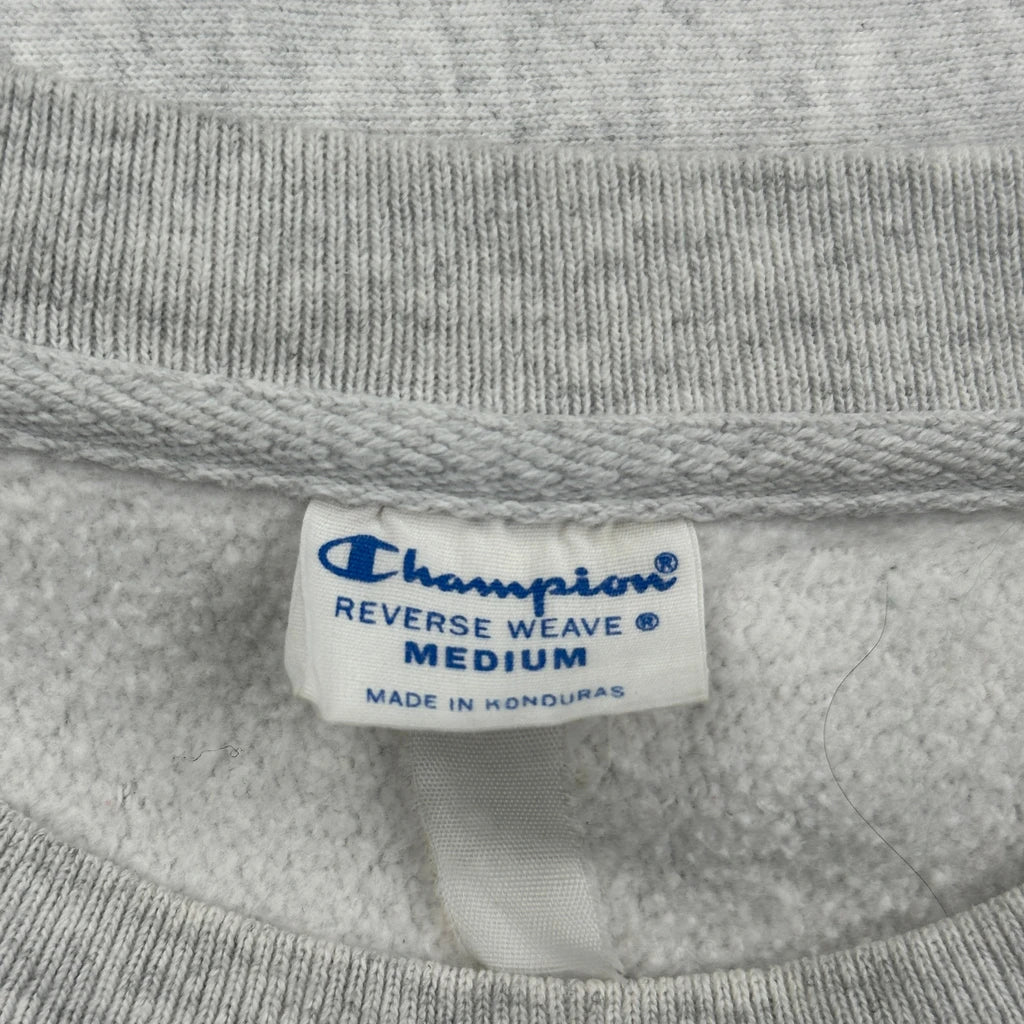 Champion®
REVERSE WEAVE ®
MEDIUM
MADE IN HONDURAS